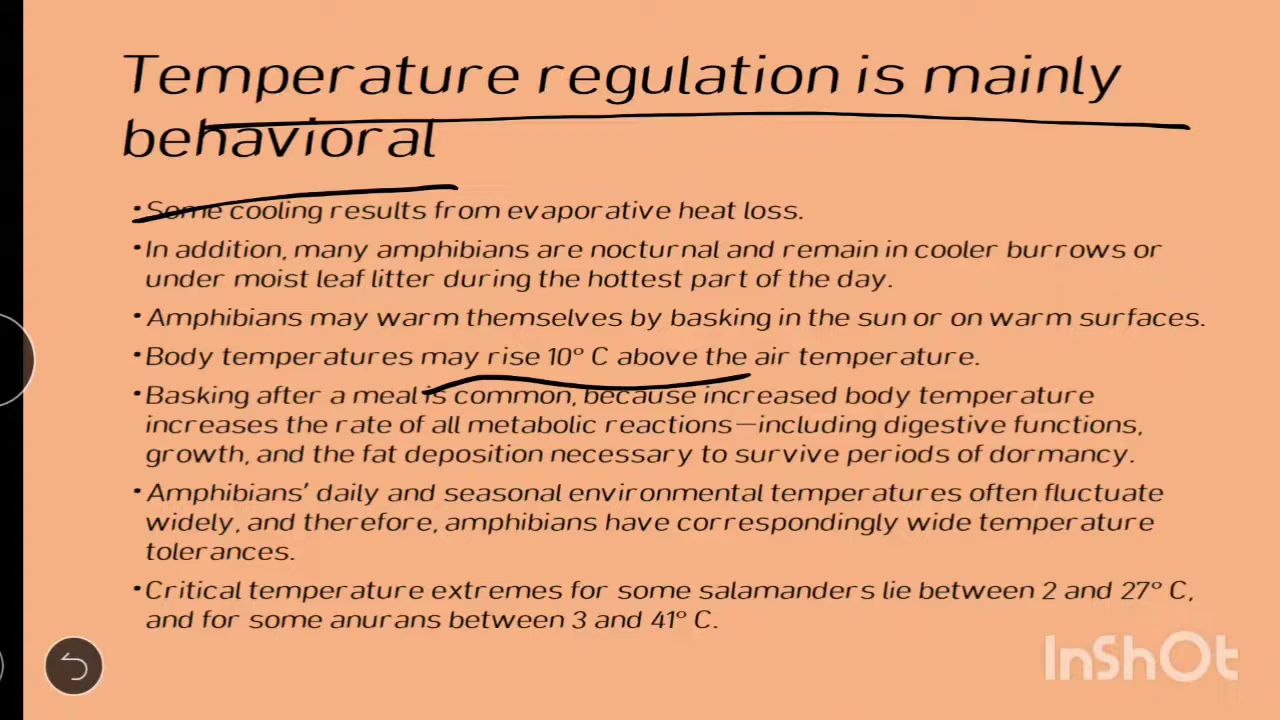 Temperature regulation is mainly
behavioral
•Some cooling results from evaporative heat loss.
•In addition, many amphibians are nocturnal and remain in cooler burrows or
under moist leaf litter during the hottest part of the day.
•Amphibians may warm themselves by basking in the sun or on warm surfaces.
•Body temperatures may rise 10° C above the air temperature.
•Basking after a meal is common, because increased body temperature
increases the rate of all metabolic reactions—including digestive functions,
growth, and the fat deposition necessary to survive periods of dormancy.
•Amphibians’ daily and seasonal environmental temperatures often fluctuate
widely, and therefore, amphibians have correspondingly wide temperature
tolerances.
•Critical temperature extremes for some salamanders lie between 2 and 27° C,
and for some anurans between 3 and 41° C.
InShOt